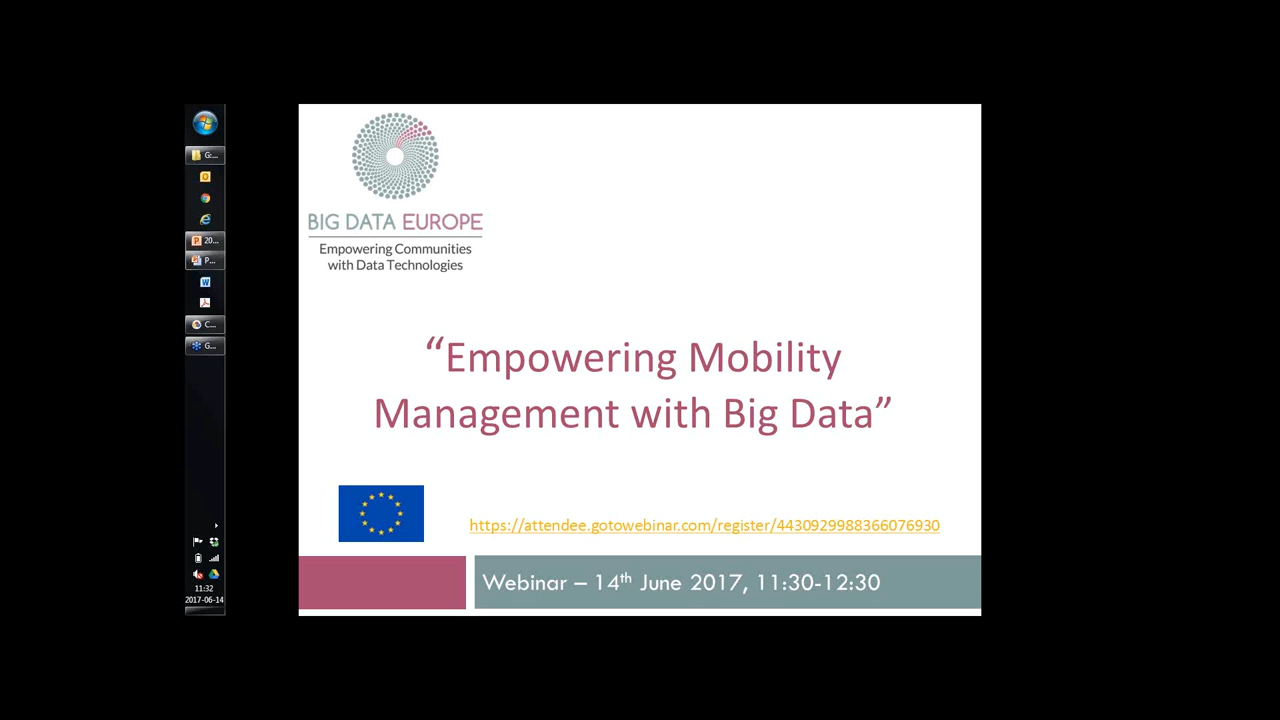 BIG DATA EUROPE
Empowering Communities
with Data Technologies
“Empowering Mobility
Management with Big Data”
https://attendee.gotowebinar.com/register/4430929988366076930
Webinar – 14th June 2017, 11:30-12:30
G:...
20...
P...
C...
G...
11:32
2017-06-14